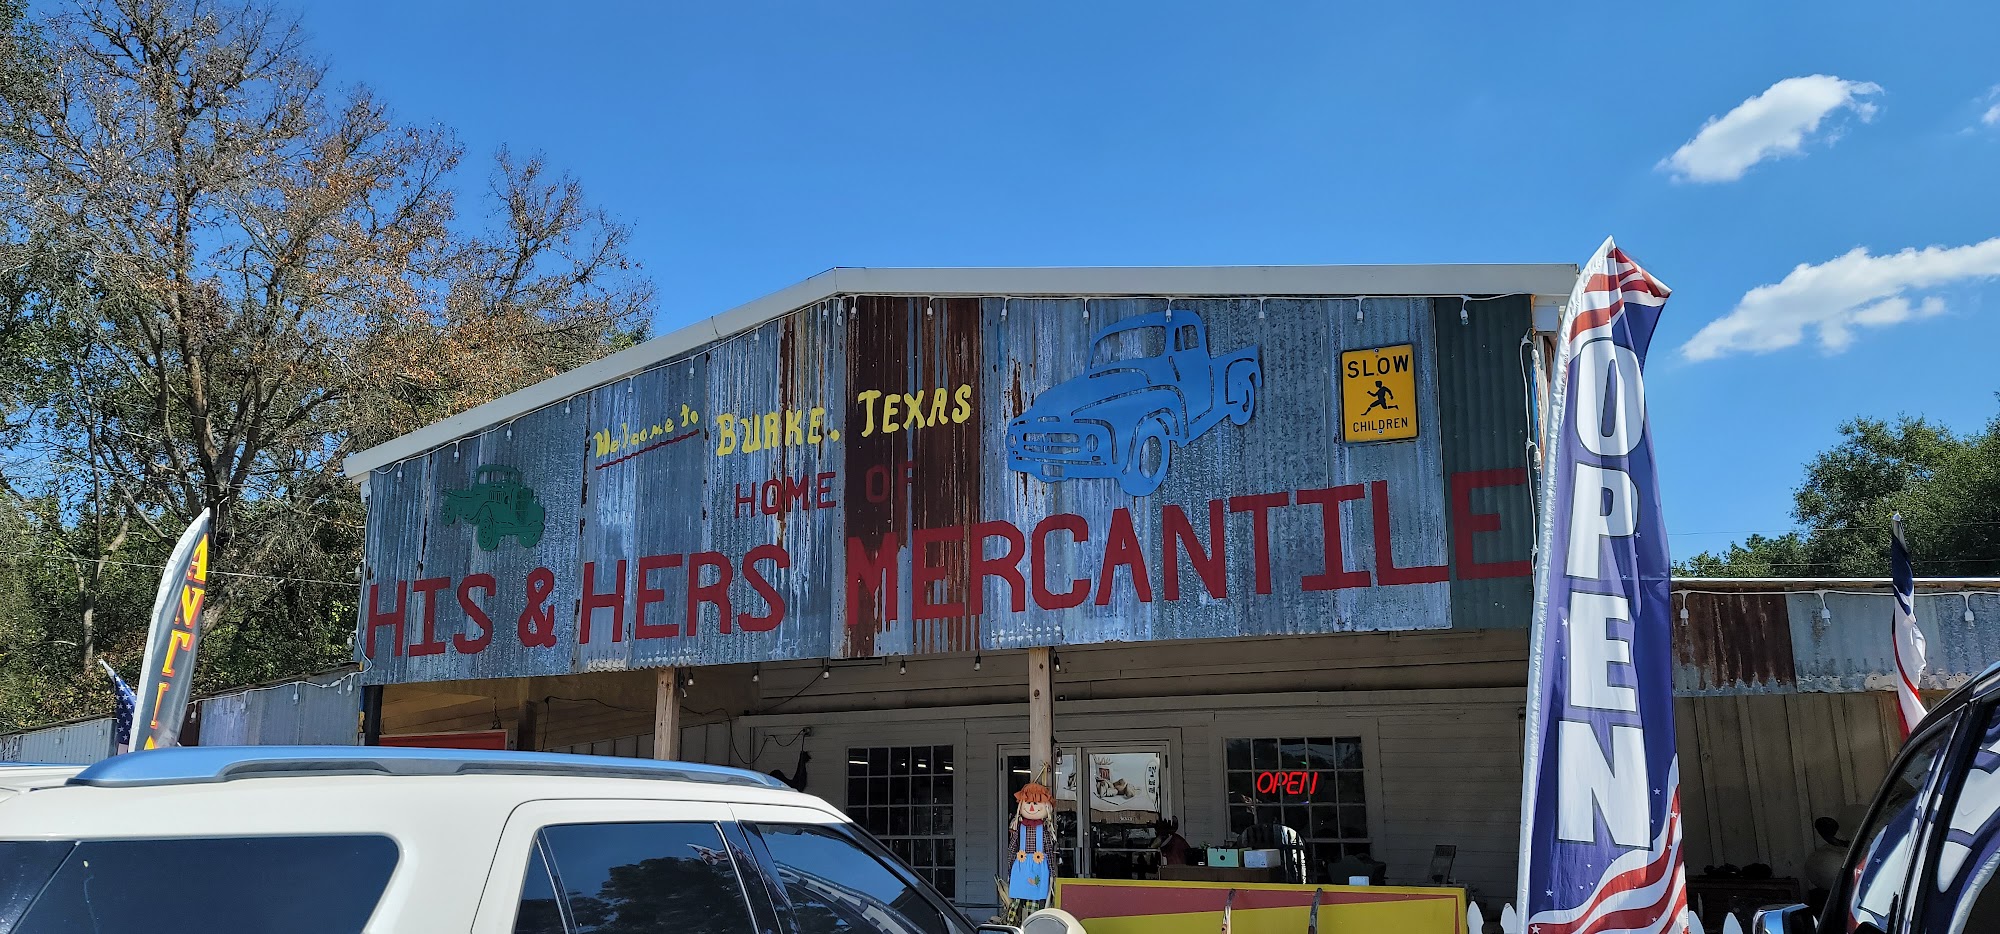 Welcome to BURKE. TEXAS
HOME OF
HIS & HERS MERCANTILE
SLOW
CHILDREN
OPEN
OPEN